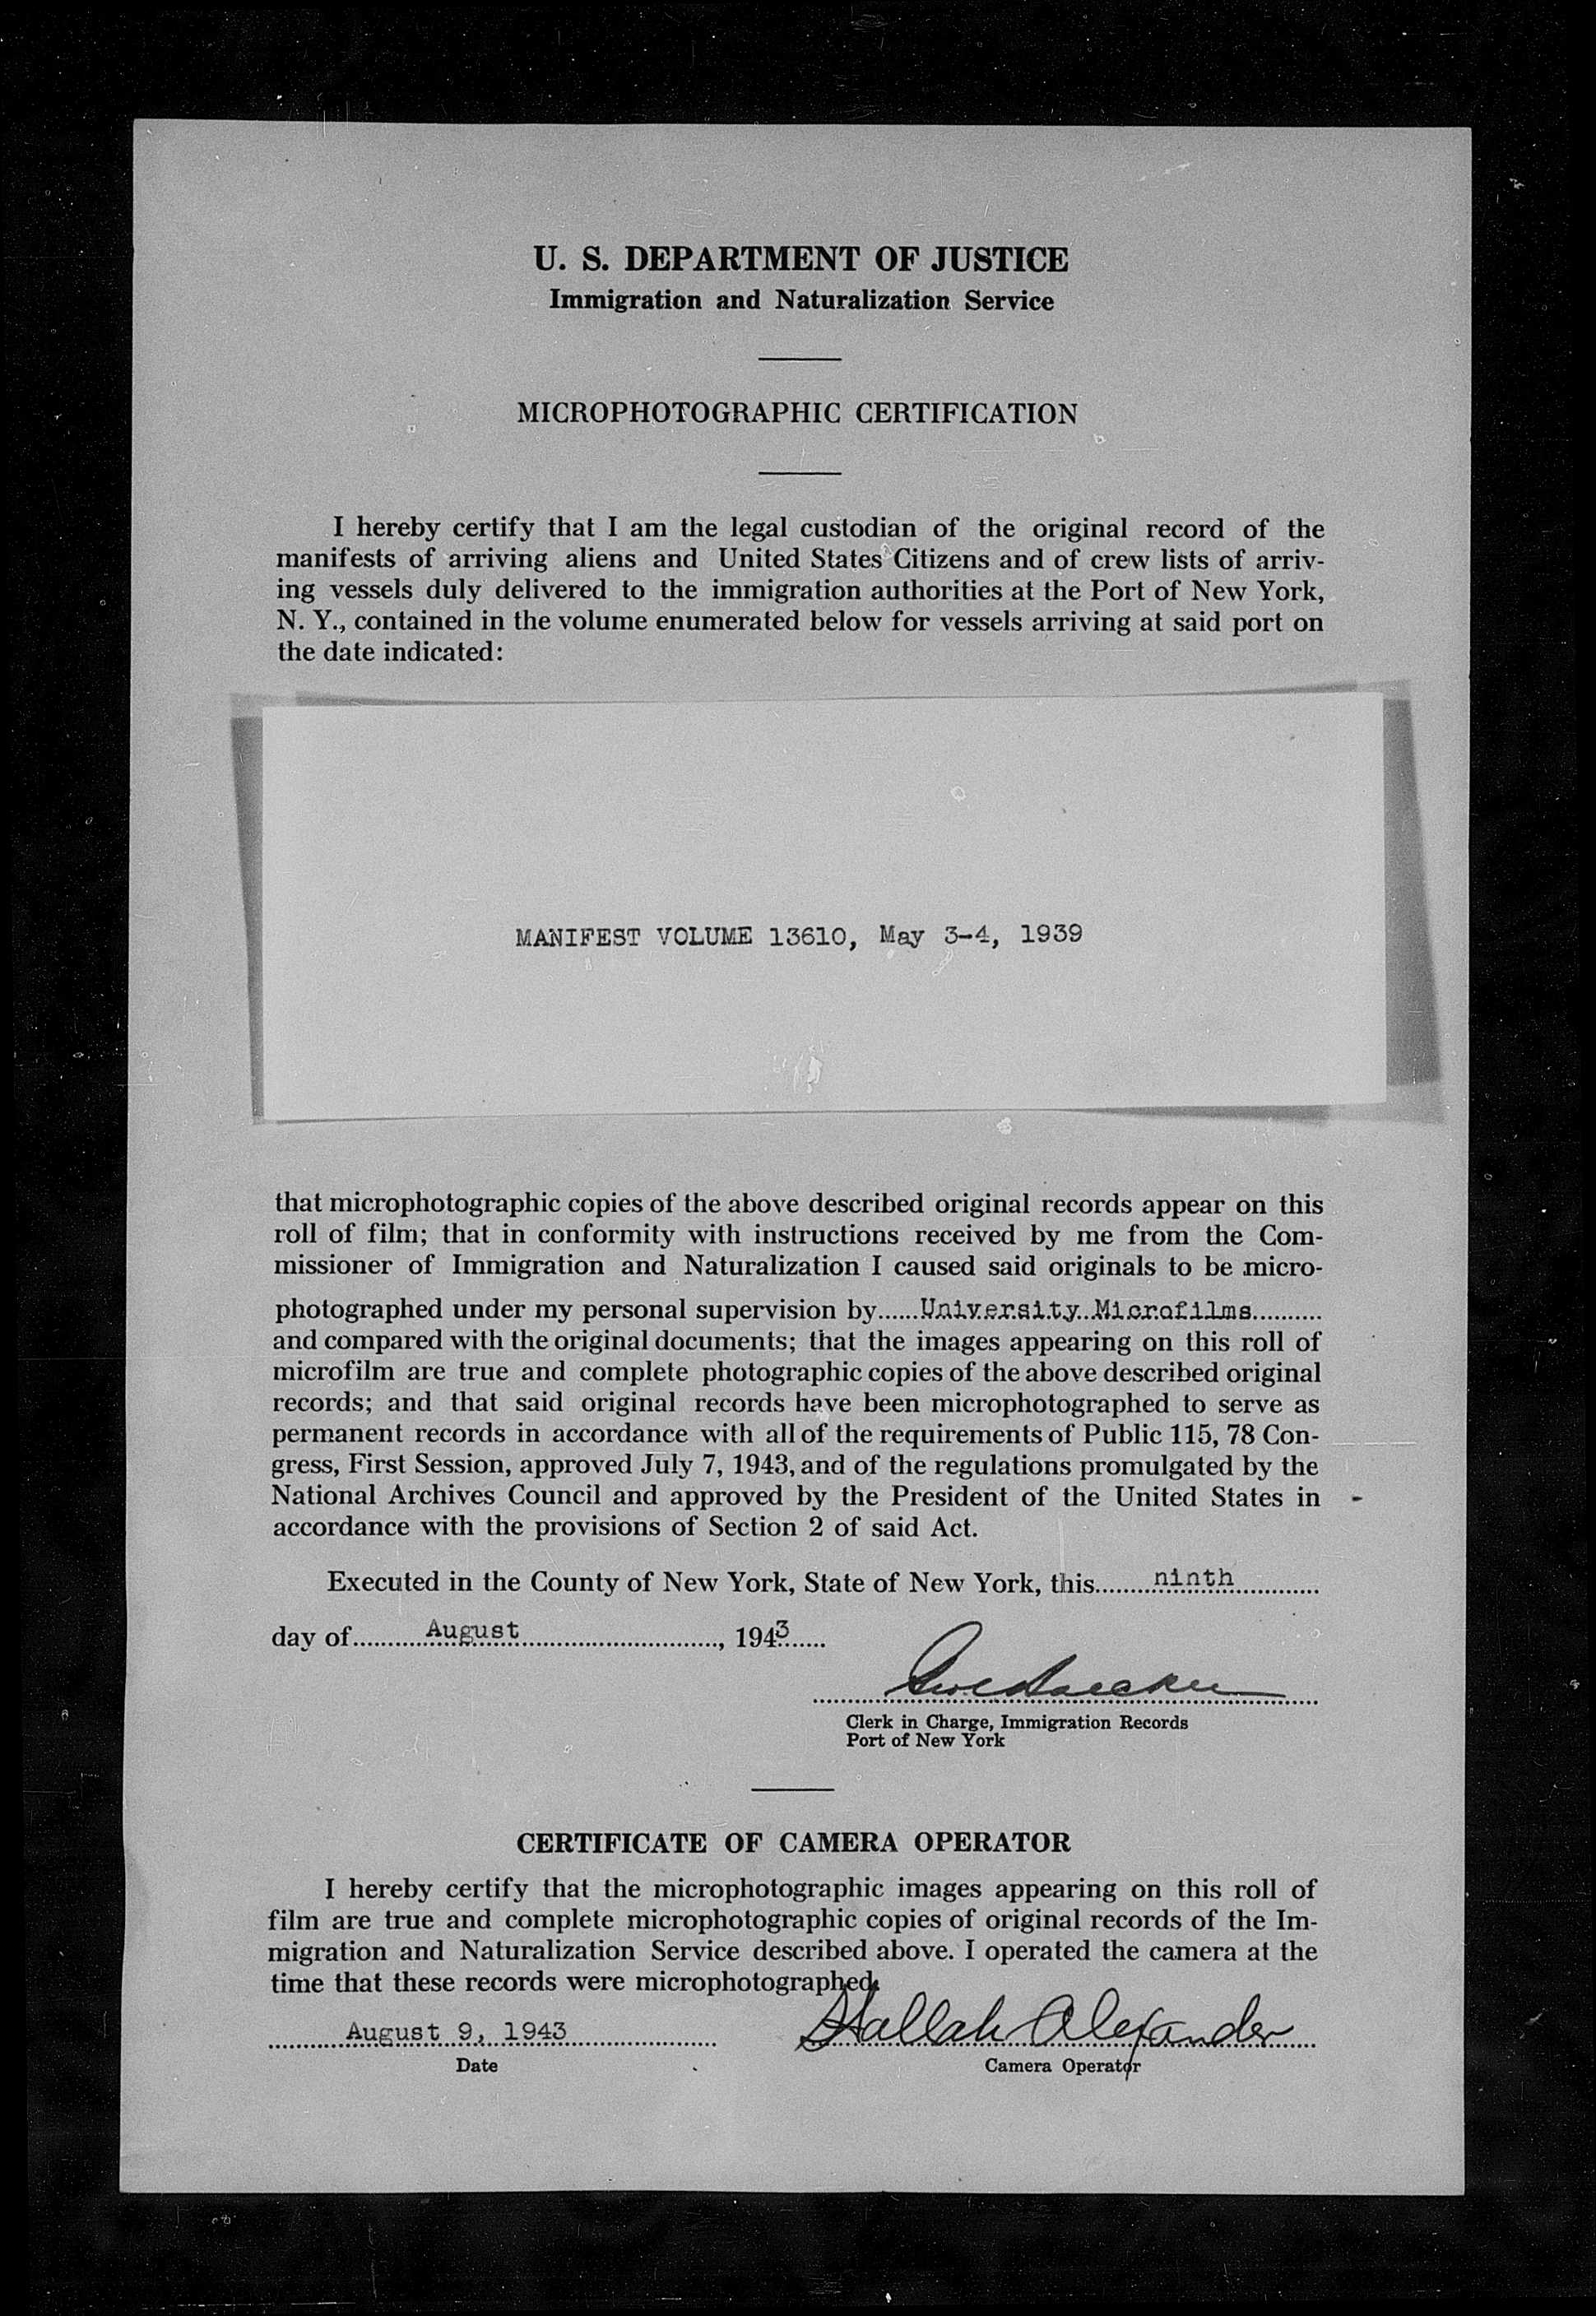 U. S. DEPARTMENT OF JUSTICE
Immigration and Naturalization Service
MICROPHOTOGRAPHIC CERTIFICATION
I hereby certify that I am the legal custodian of the original record of the
manifests of arriving aliens and United States Citizens and of crew lists of arriv-
ing vessels duly delivered to the immigration authorities at the Port of New York,
N. Y., contained in the volume enumerated below for vessels arriving at said port on
the date indicated:
MANIFEST VOLUME 13610, May 3-4, 1939
that microphotographic copies of the above described original records appear on this
roll of film; that in conformity with instructions received by me from the Com-
missioner of Immigration and Naturalization I caused said originals to be micro-
photographed under my personal supervision by......University Microfilms..........
and compared with the original documents; that the images appearing on this roll of
microfilm are true and complete photographic copies of the above described original
records; and that said original records have been microphotographed to serve as
permanent records in accordance with all of the requirements of Public 115, 78 Con-
gress, First Session, approved July 7, 1943, and of the regulations promulgated by the
National Archives Council and approved by the President of the United States in
accordance with the provisions of Section 2 of said Act.
Executed in the County of New York, State of New York, this........ninth............
day of............August............................, 1943......
Clerk in Charge, Immigration Records
Port of New York
CERTIFICATE OF CAMERA OPERATOR
I hereby certify that the microphotographic images appearing on this roll of
film are true and complete microphotographic copies of original records of the Im-
migration and Naturalization Service described above. I operated the camera at the
time that these records were microphotographed.
August 9, 1943 Hallah Alexander
Date Camera Operator